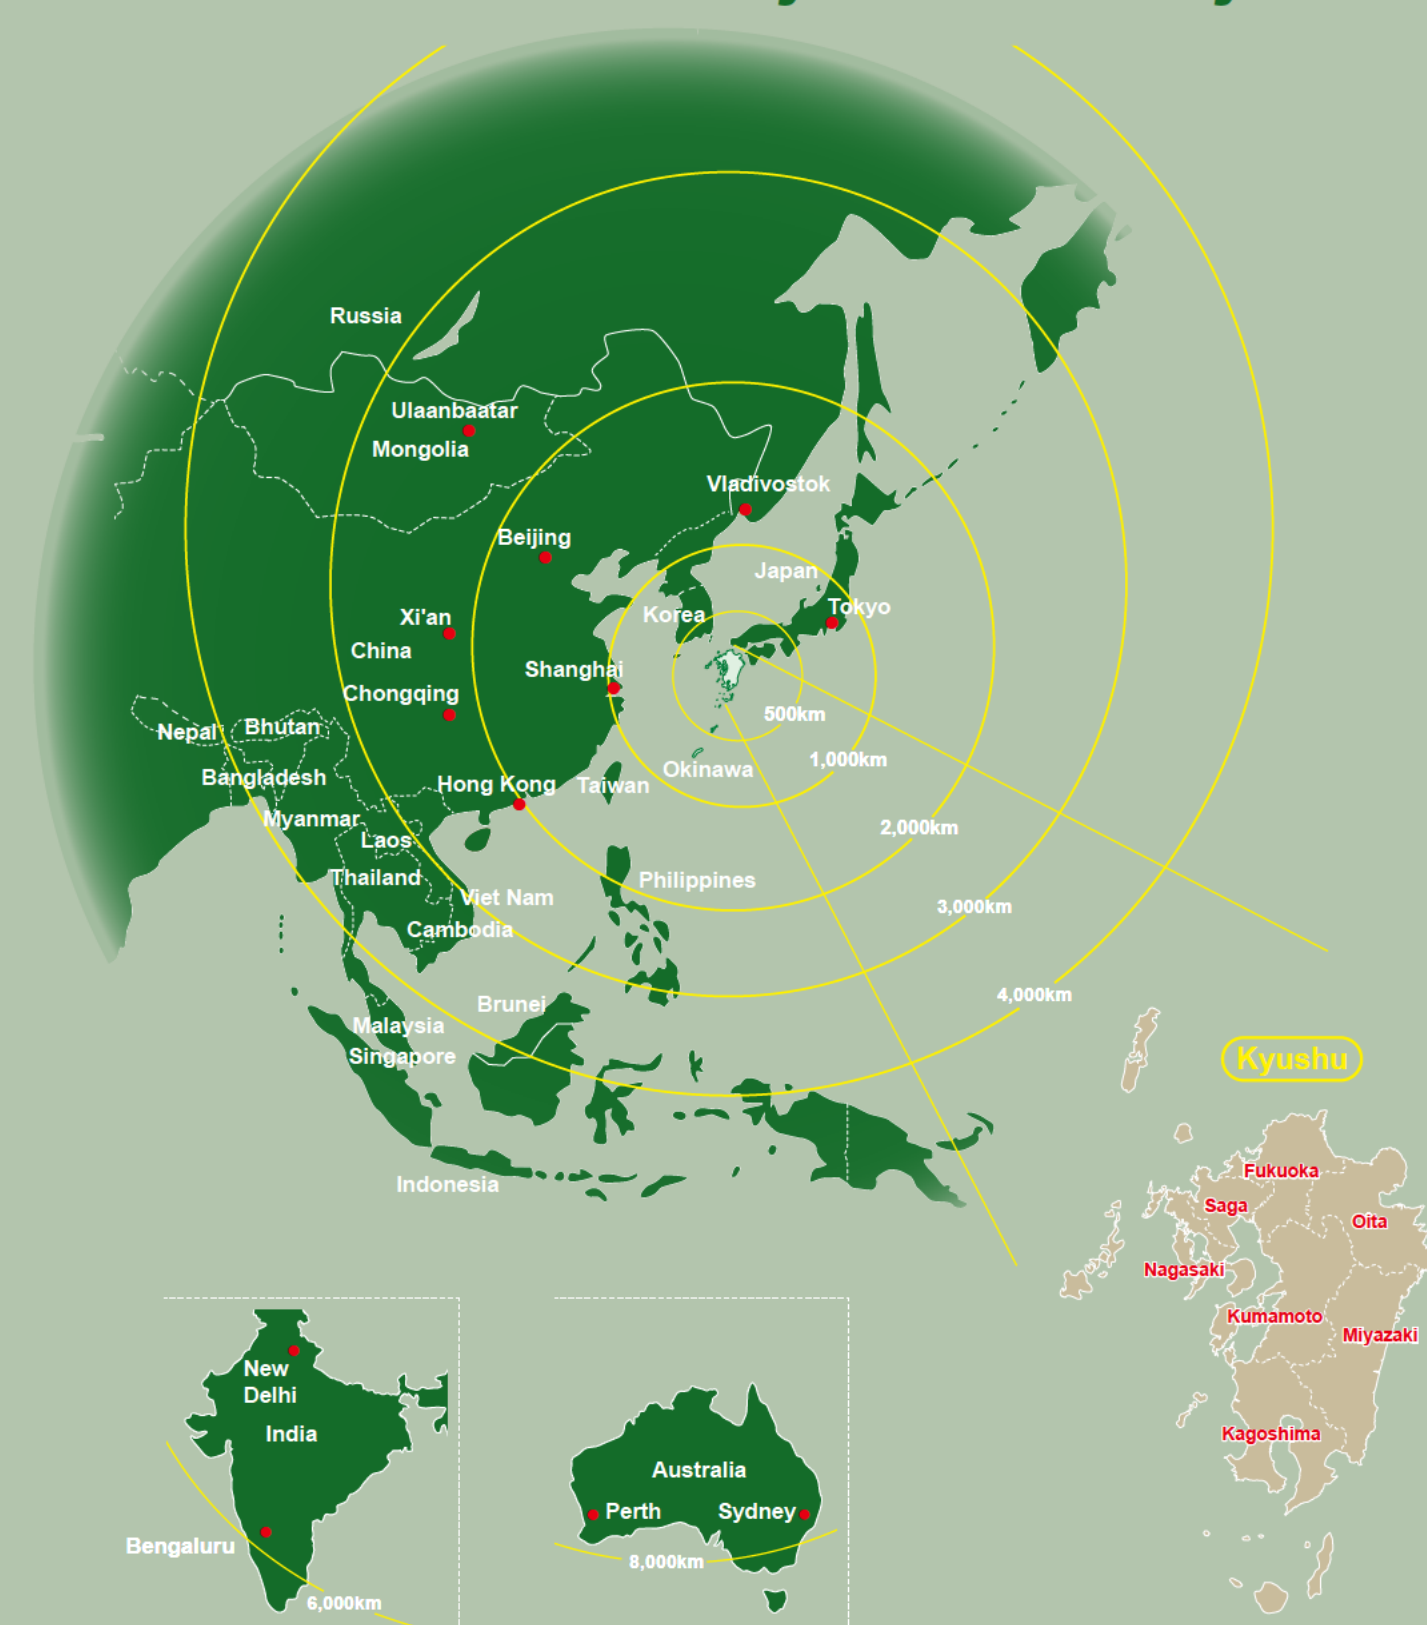 Russia
Ulaanbaatar
Mongolia
Vladivostok
Beijing
Japan
Tokyo
Korea
Xi'an
China
Shanghai
Chongqing
500km
Nepal
Bhutan
1,000km
Okinawa
Bangladesh
Hong Kong
Taiwan
Myanmar
2,000km
Laos
Thailand
Philippines
Viet Nam
3,000km
Cambodia
4,000km
Brunei
Malaysia
Singapore
Indonesia
Kyushu
Fukuoka
Saga
Oita
Nagasaki
Kumamoto
Miyazaki
Kagoshima
New
Delhi
India
Bengaluru
6,000km
Australia
Perth
Sydney
8,000km